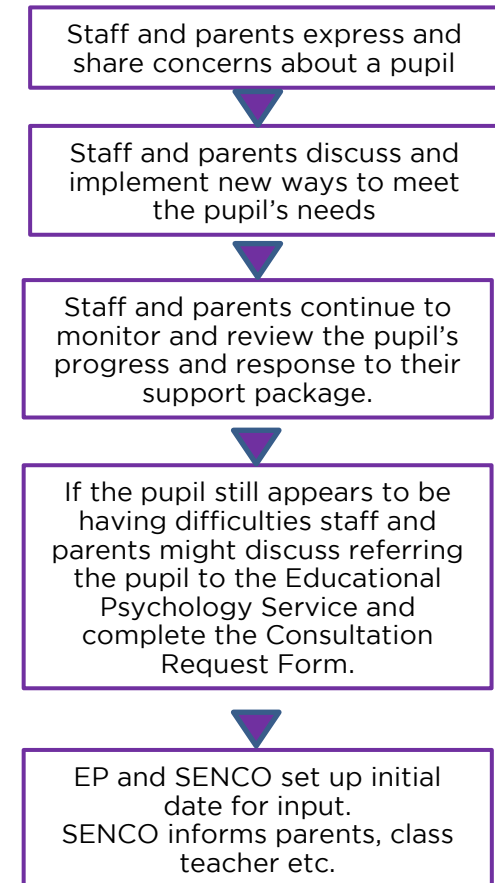 Staff and parents express and
share concerns about a pupil
Staff and parents discuss and
implement new ways to meet
the pupil’s needs
Staff and parents continue to
monitor and review the pupil’s
progress and response to their
support package.
If the pupil still appears to be
having difficulties staff and
parents might discuss referring
the pupil to the Educational
Psychology Service and
complete the Consultation
Request Form.
EP and SENCO set up initial
date for input.
SENCO informs parents, class
teacher etc.